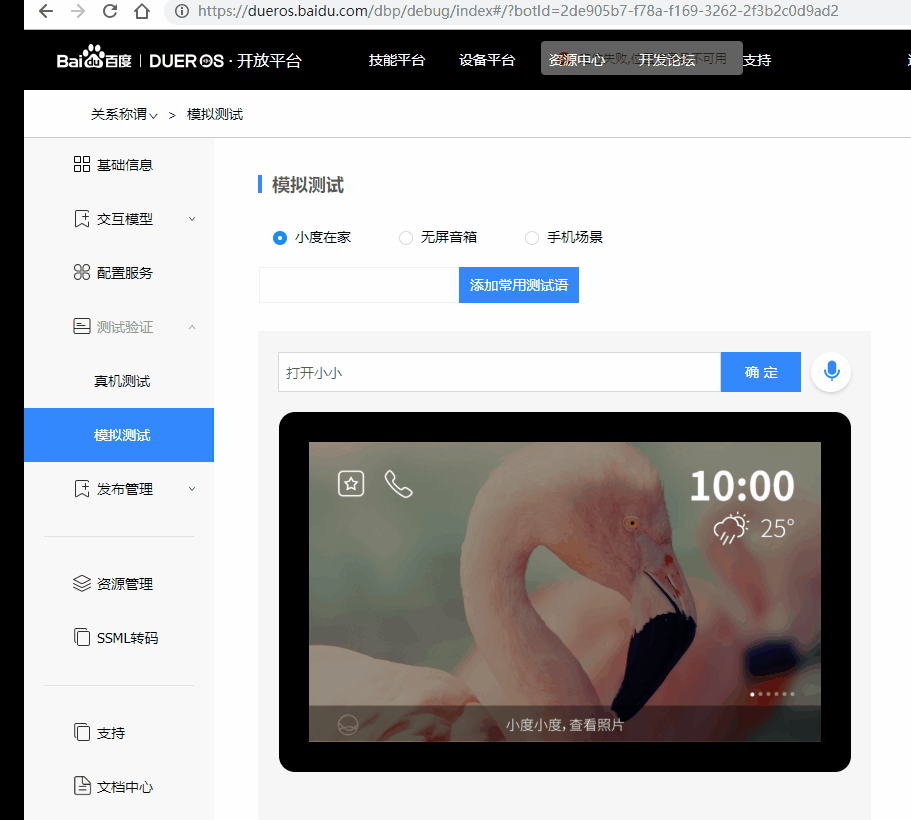 https://dueros.baidu.com/dbp/debug/index#/?botId=2de905b7-f78a-f169-3262-2f3b2c0d9ad2
Bai du 百度 | DUEROS · 开放平台 技能平台 设备平台 资源中心 开发论坛 支持
关系称谓 > 模拟测试
基础信息
交互模型
配置服务
测试验证
真机测试
模拟测试
发布管理
资源管理
SSML转码
支持
文档中心
模拟测试
小度在家 无屏音箱 手机场景
添加常用测试语
打开小小 确 定
10:00
25°
小度小度，查看照片